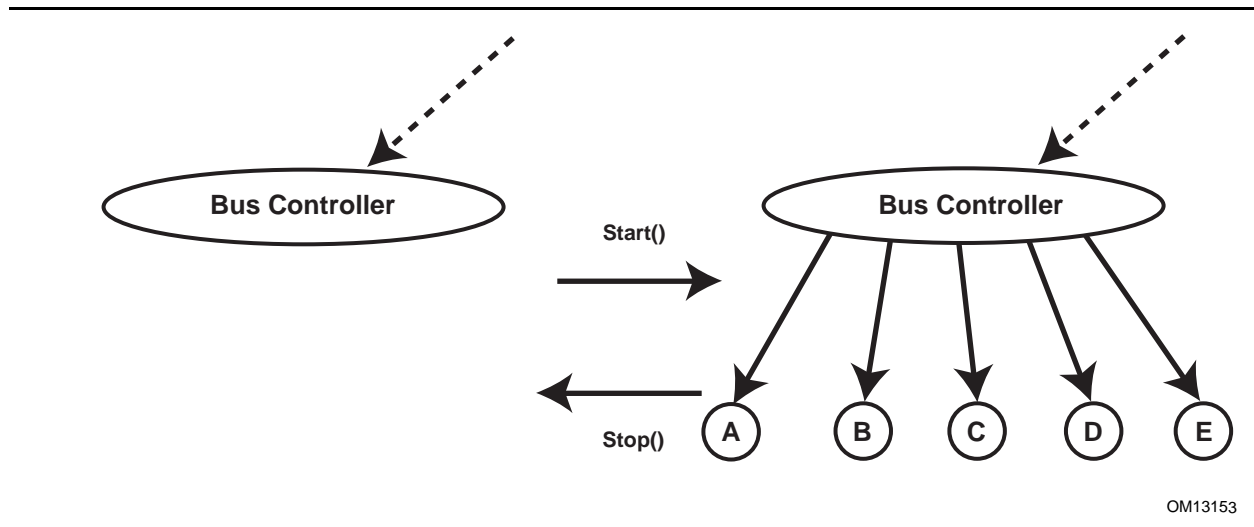 Bus Controller
Bus Controller
Start()
Stop()
A
B
C
D
E
OM13153